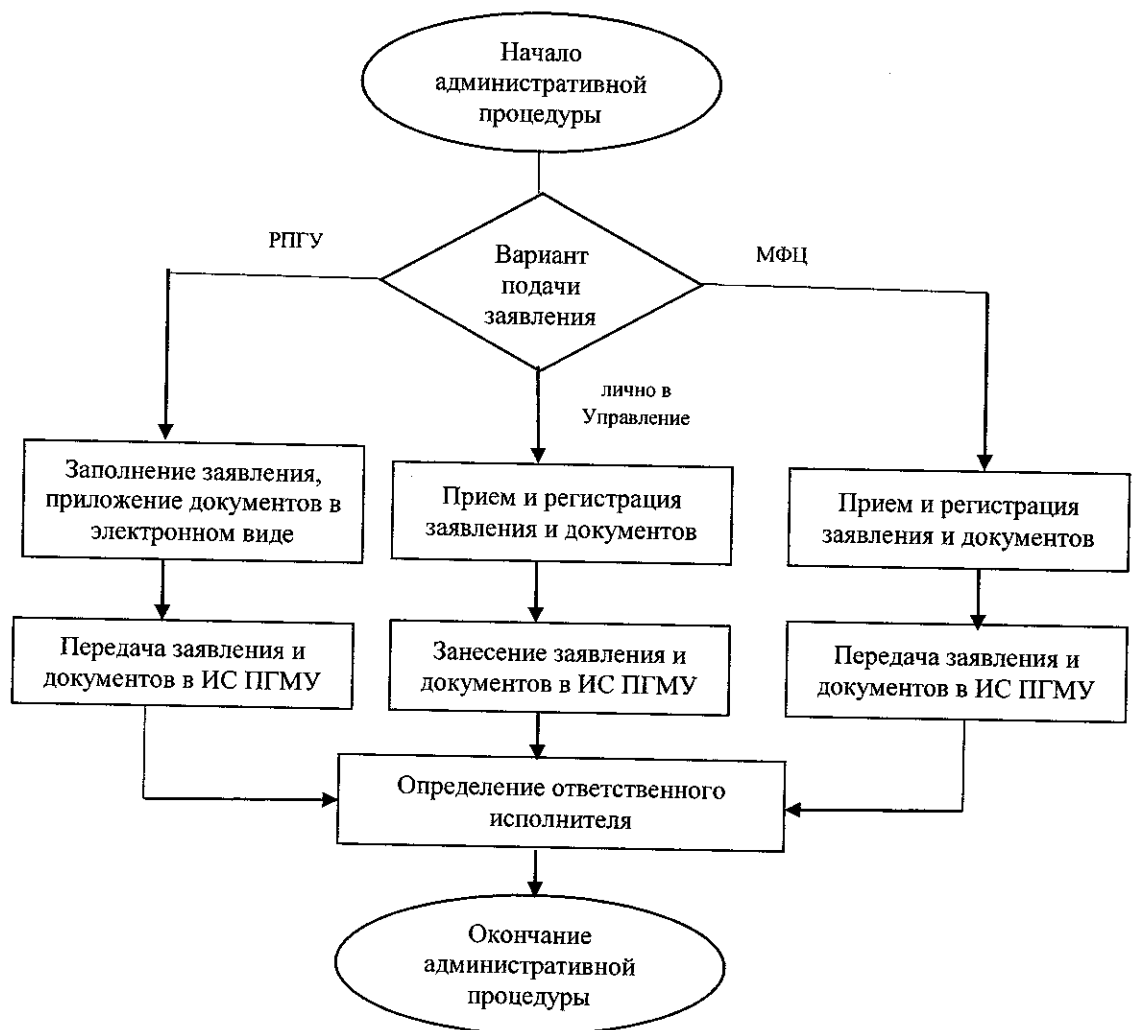 Начало
административной
процедуры
РПГУ
Вариант
подачи
заявления
МФЦ
лично в
Управление
Заполнение заявления,
приложение документов в
электронном виде
Прием и регистрация
заявления и документов
Прием и регистрация
заявления и документов
Передача заявления и
документов в ИС ПГМУ
Занесение заявления и
документов в ИС ПГМУ
Передача заявления и
документов в ИС ПГМУ
Определение ответственного
исполнителя
Окончание
административной
процедуры